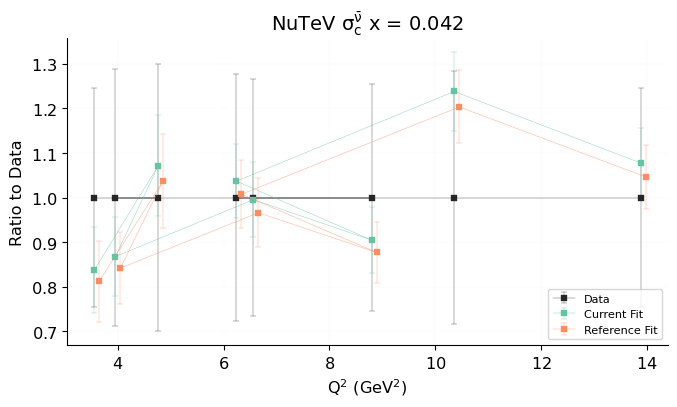 NuTeV σ_c^ν̄ x = 0.042
Ratio to Data
1.3
1.2
1.1
1.0
0.9
0.8
0.7
4 6 8 10 12 14
Q² (GeV²)
Data
Current Fit
Reference Fit